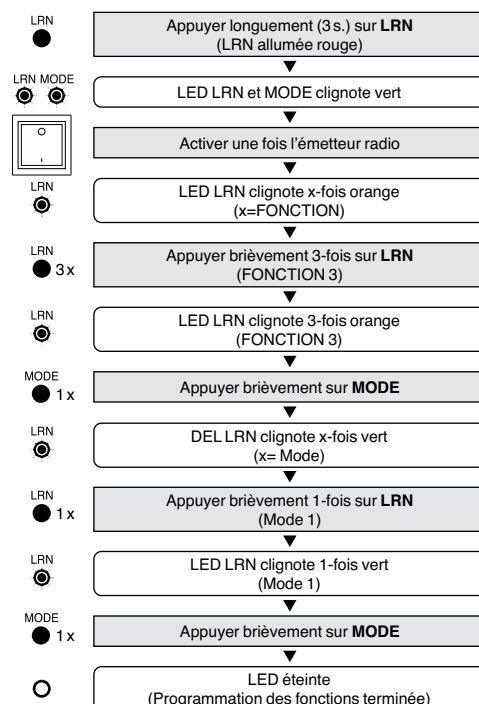 LRN
Appuyer longuement (3 s.) sur LRN
(LRN allumée rouge)
LRN MODE
LED LRN et MODE clignote vert
Activer une fois l'émetteur radio
LRN
LED LRN clignote x-fois orange
(x=FONCTION)
LRN
3 x
Appuyer brièvement 3-fois sur LRN
(FONCTION 3)
LRN
LED LRN clignote 3-fois orange
(FONCTION 3)
MODE
1 x
Appuyer brièvement sur MODE
LRN
DEL LRN clignote x-fois vert
(x= Mode)
LRN
1 x
Appuyer brièvement 1-fois sur LRN
(Mode 1)
LRN
LED LRN clignote 1-fois vert
(Mode 1)
MODE
1 x
Appuyer brièvement sur MODE
LED éteinte
(Programmation des fonctions terminée)